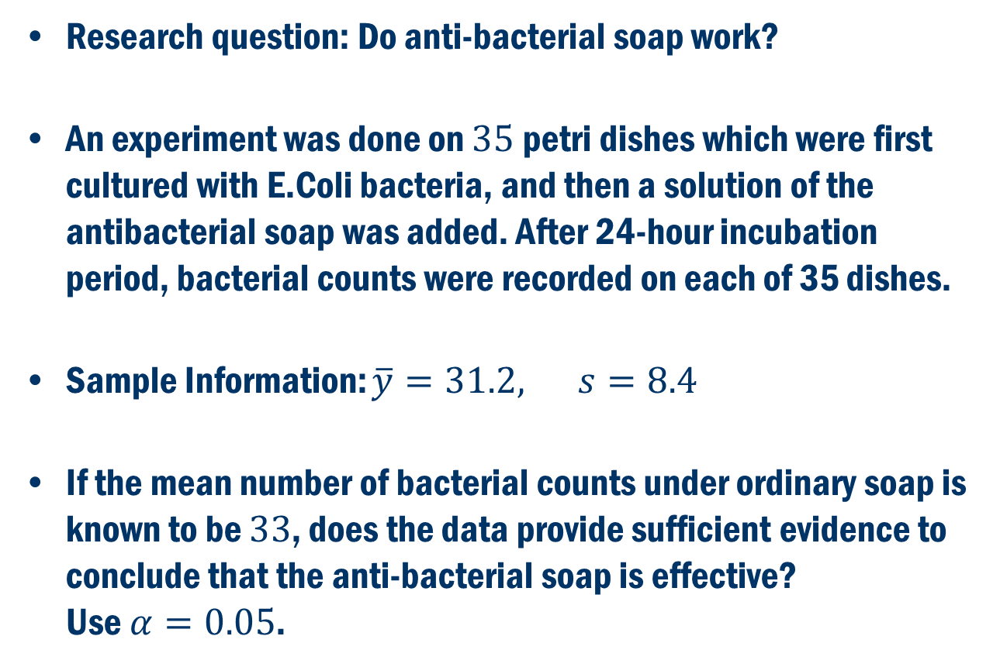 • Research question: Do anti-bacterial soap work?
• An experiment was done on 35 petri dishes which were first
cultured with E.Coli bacteria, and then a solution of the
antibacterial soap was added. After 24-hour incubation
period, bacterial counts were recorded on each of 35 dishes.
• Sample Information: ȳ = 31.2, s = 8.4
• If the mean number of bacterial counts under ordinary soap is
known to be 33, does the data provide sufficient evidence to
conclude that the anti-bacterial soap is effective?
Use α = 0.05.